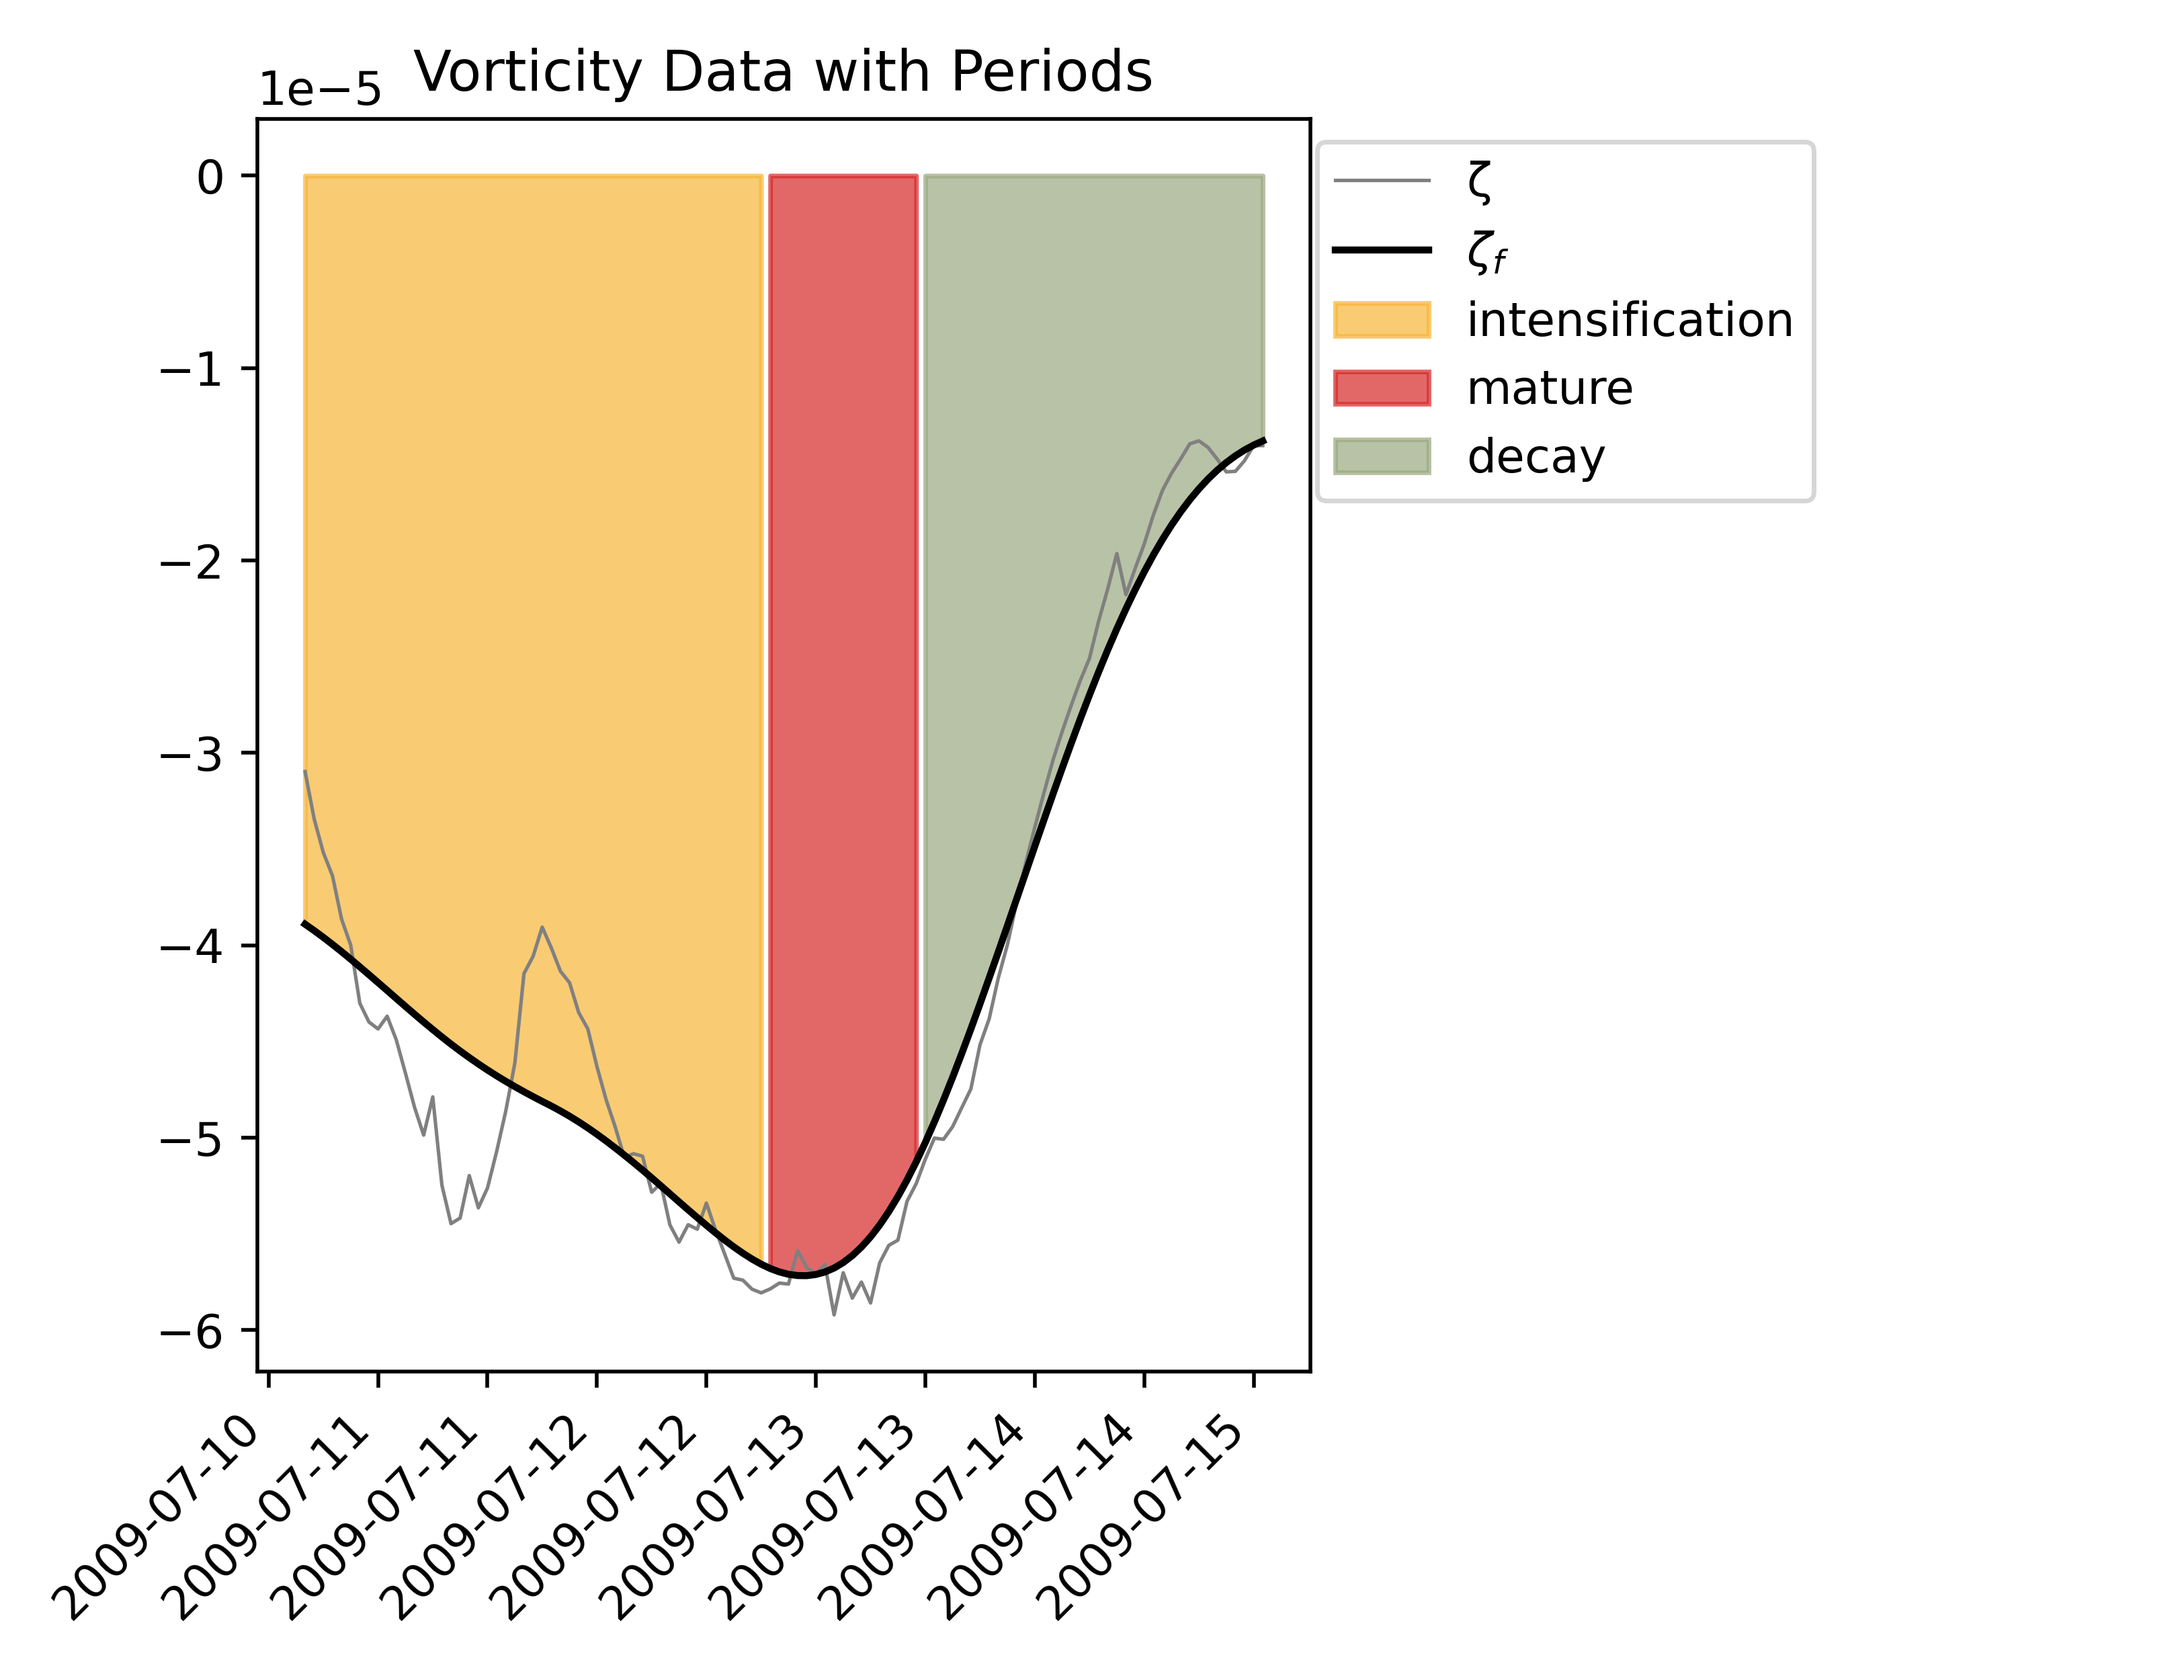 Vorticity Data with Periods
1e−5
0
−1
−2
−3
−4
−5
−6
2009-07-10
2009-07-11
2009-07-11
2009-07-12
2009-07-12
2009-07-13
2009-07-13
2009-07-14
2009-07-14
2009-07-15
ζ
ζf
intensification
mature
decay